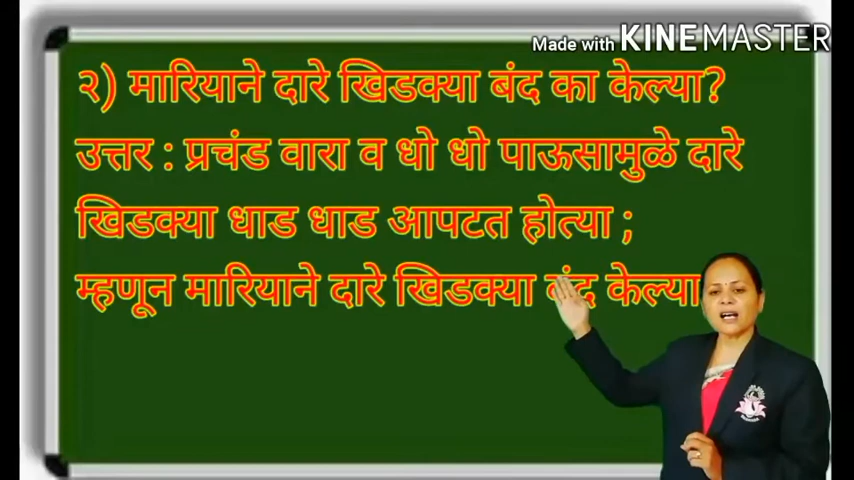 Made with KINEMASTER
२) मारियाने दारे खिडक्या बंद का केल्या?
उत्तर : प्रचंड वारा व धो धो पाऊसामुळे दारे
खिडक्या धाड धाड आपटत होत्या ;
म्हणून मारियाने दारे खिडक्या बंद केल्या